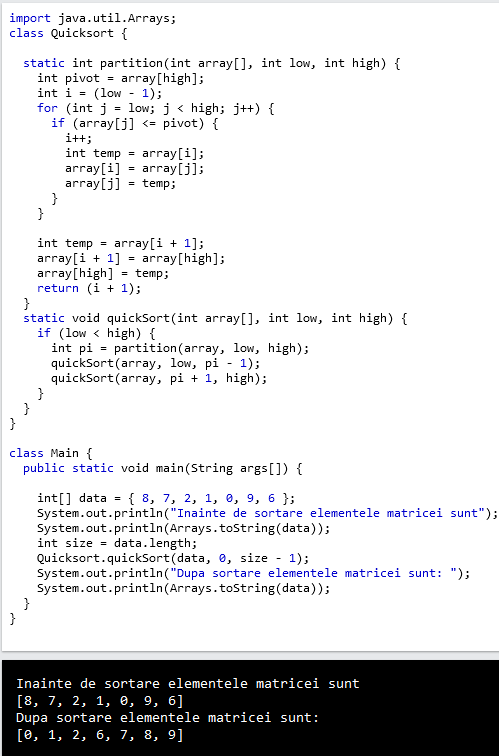 import java.util.Arrays;
class Quicksort {
  static int partition(int array[], int low, int high) {
    int pivot = array[high];
    int i = (low - 1);
    for (int j = low; j < high; j++) {
      if (array[j] <= pivot) {
        i++;
        int temp = array[i];
        array[i] = array[j];
        array[j] = temp;
      }
    }
    int temp = array[i + 1];
    array[i + 1] = array[high];
    array[high] = temp;
    return (i + 1);
  }
  static void quickSort(int array[], int low, int high) {
    if (low < high) {
      int pi = partition(array, low, high);
      quickSort(array, low, pi - 1);
      quickSort(array, pi + 1, high);
    }
  }
}
class Main {
  public static void main(String args[]) {
    int[] data = { 8, 7, 2, 1, 0, 9, 6 };
    System.out.println("Inainte de sortare elementele matricei sunt");
    System.out.println(Arrays.toString(data));
    int size = data.length;
    Quicksort.quickSort(data, 0, size - 1);
    System.out.println("Dupa sortare elementele matricei sunt: ");
    System.out.println(Arrays.toString(data));
  }
}
Inainte de sortare elementele matricei sunt
[8, 7, 2, 1, 0, 9, 6]
Dupa sortare elementele matricei sunt:
[0, 1, 2, 6, 7, 8, 9]